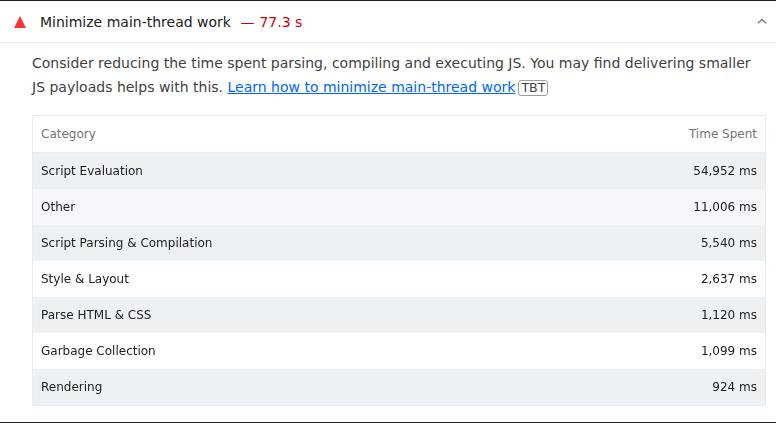 Minimize main-thread work — 77.3 s
Consider reducing the time spent parsing, compiling and executing JS. You may find delivering smaller
JS payloads helps with this. Learn how to minimize main-thread work TBT
Category Time Spent
Script Evaluation 54,952 ms
Other 11,006 ms
Script Parsing & Compilation 5,540 ms
Style & Layout 2,637 ms
Parse HTML & CSS 1,120 ms
Garbage Collection 1,099 ms
Rendering 924 ms